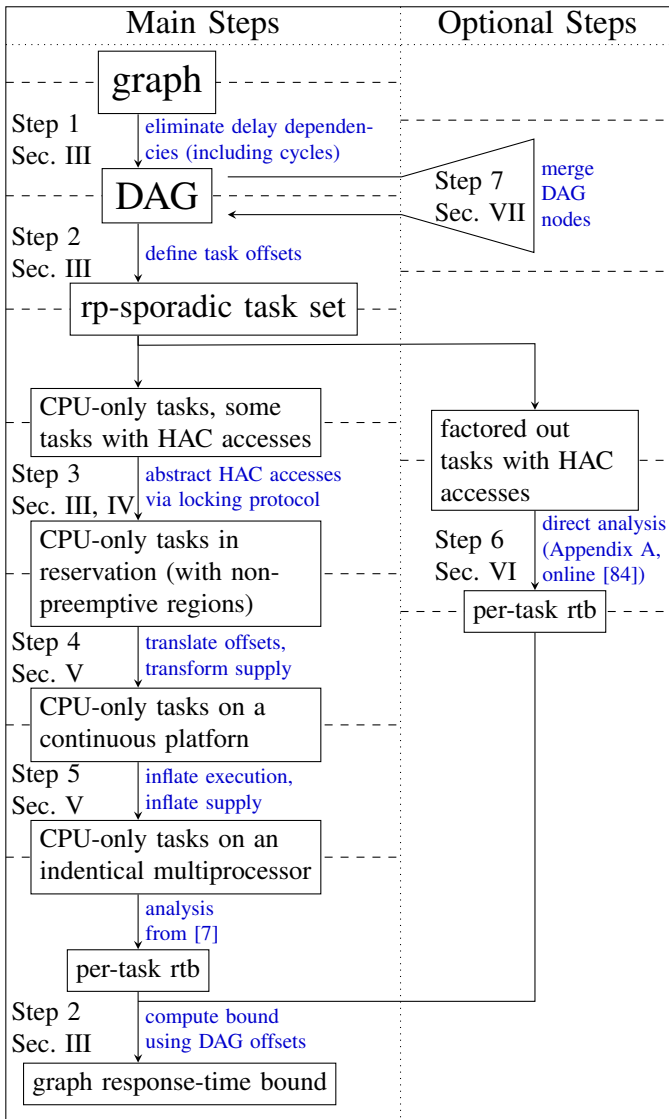 Main Steps
Optional Steps
graph
Step 1
Sec. III
eliminate delay dependen-
cies (including cycles)
DAG
Step 7
Sec. VII
merge
DAG
nodes
Step 2
Sec. III
define task offsets
rp-sporadic task set
CPU-only tasks, some
tasks with HAC accesses
factored out
tasks with HAC
accesses
Step 3
Sec. III, IV
abstract HAC accesses
via locking protocol
CPU-only tasks in
reservation (with non-
preemptive regions)
Step 6
Sec. VI
direct analysis
(Appendix A,
online [84])
per-task rtb
Step 4
Sec. V
translate offsets,
transform supply
CPU-only tasks on a
continuous platforn
Step 5
Sec. V
inflate execution,
inflate supply
CPU-only tasks on an
indentical multiprocessor
analysis
from [7]
per-task rtb
Step 2
Sec. III
compute bound
using DAG offsets
graph response-time bound